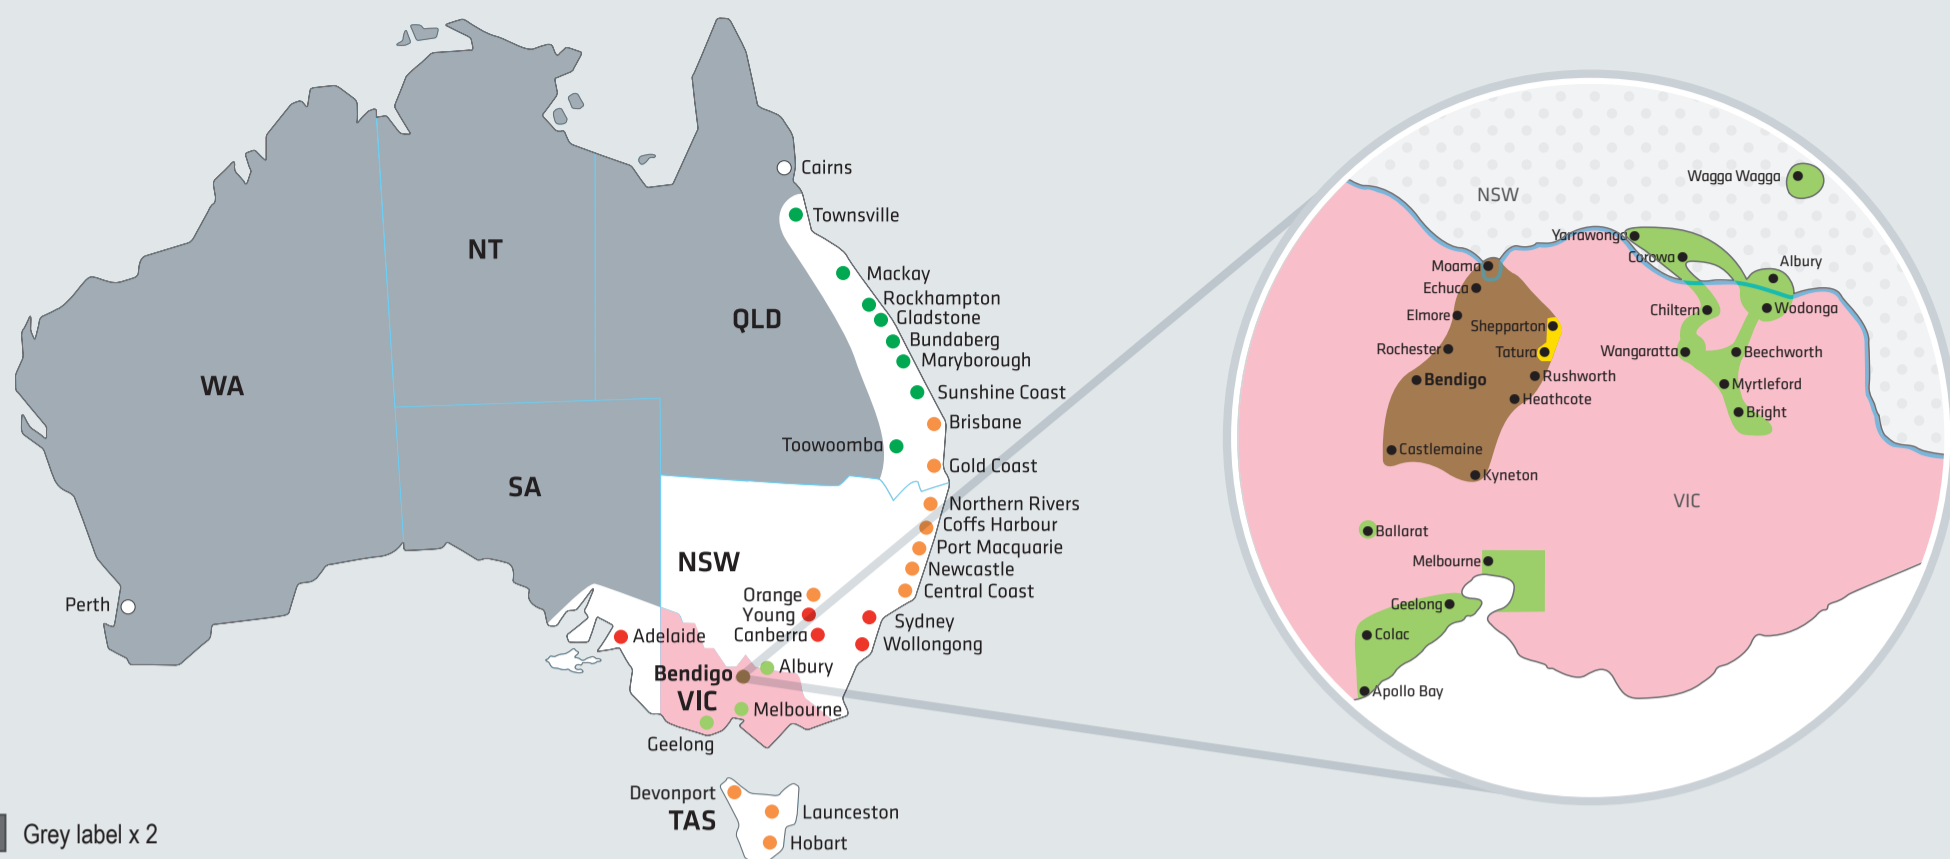 Cairns
Townsville
NT
Mackay
Rockhampton
Gladstone
QLD
Bundaberg
Maryborough
WA
Sunshine Coast
Brisbane
Toowoomba
Gold Coast
SA
Northern Rivers
Coffs Harbour
Port Macquarie
NSW
Newcastle
Central Coast
Orange
Perth
Young
Sydney
Canberra
Adelaide
Wollongong
Albury
Bendigo
VIC
Melbourne
Geelong
Devonport
TAS
Launceston
Hobart
Grey label x 2
Wagga Wagga
NSW
Yarrawonga
Corowa
Albury
Moama
Echuca
Chiltern
Wodonga
Elmore
Shepparton
Rochester
Tatura
Wangaratta
Beechworth
Bendigo
Rushworth
Myrtleford
Heathcote
Bright
Castlemaine
Kyneton
VIC
Ballarat
Melbourne
Geelong
Colac
Apollo Bay